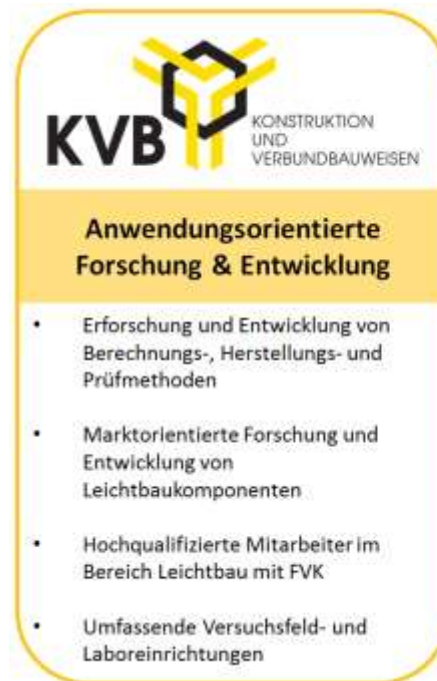 KVB
KONSTRUKTION
UND
VERBUNDBAUWEISEN
Anwendungsorientierte
Forschung & Entwicklung
• Erforschung und Entwicklung von
Berechnungs-, Herstellungs- und
Prüfmethoden
• Marktorientierte Forschung und
Entwicklung von
Leichtbaukomponenten
• Hochqualifizierte Mitarbeiter im
Bereich Leichtbau mit FVK
• Umfassende Versuchsfeld- und
Laboreinrichtungen